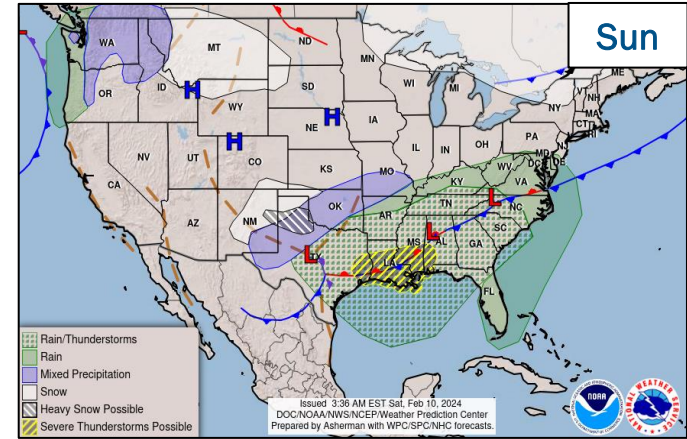 Sun
WA
MT
ND
MN
ME
OR
ID
H
SD
WI
MI
VT
NH
WY
NY
MA
CT
RI
H
NE
H
IA
PA
NJ
NV
UT
CO
IL
IN
OH
MD
DE
DC
WV
KS
MO
KY
VA
CA
OK
TN
L
NC
AZ
NM
AR
SC
L
MS
AL
GA
L
TX
LA
FL
Rain/Thunderstorms
Rain
Mixed Precipitation
Snow
Heavy Snow Possible
Severe Thunderstorms Possible
Issued 3:36 AM EST Sat, Feb 10, 2024
DOC/NOAA/NWS/NCEP/Weather Prediction Center
Prepared by Asherman with WPC/SPC/NHC forecasts.
NOAA
NATIONAL WEATHER SERVICE